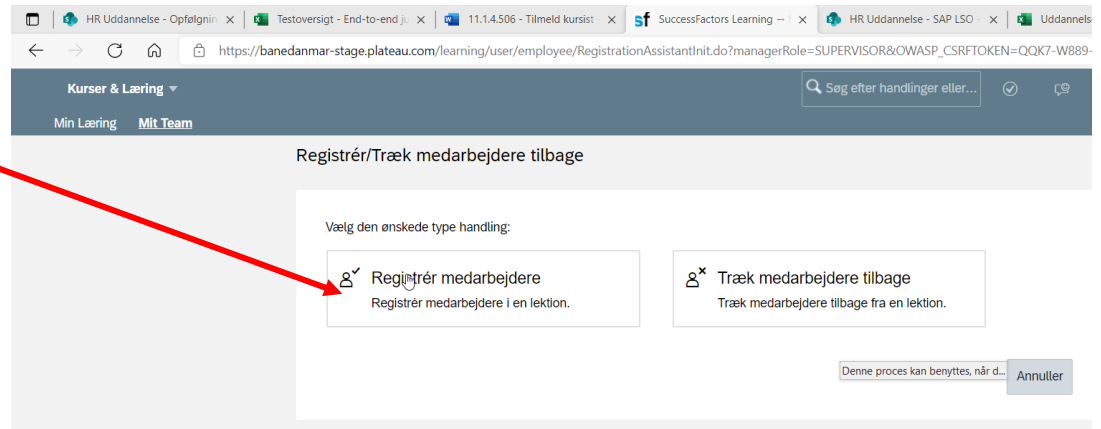 HR Uddannelse - Opfølgnin
Testoversigt - End-to-end ju
11.1.4.506 - Tilmeld kursist
SuccessFactors Learning –
HR Uddannelse - SAP LSO -
Uddannels
https://banedanmar-stage.plateau.com/learning/user/employee/RegistrationAssistantInit.do?managerRole=SUPERVISOR&OWASP_CSRFTOKEN=QQK7-W889-
Kurser & Læring
Søg efter handlinger eller...
Min Læring Mit Team
Registrér/Træk medarbejdere tilbage
Vælg den ønskede type handling:
Registrér medarbejdere
Registrér medarbejdere i en lektion.
Træk medarbejdere tilbage
Træk medarbejdere tilbage fra en lektion.
Denne proces kan benyttes, når d...
Annuller